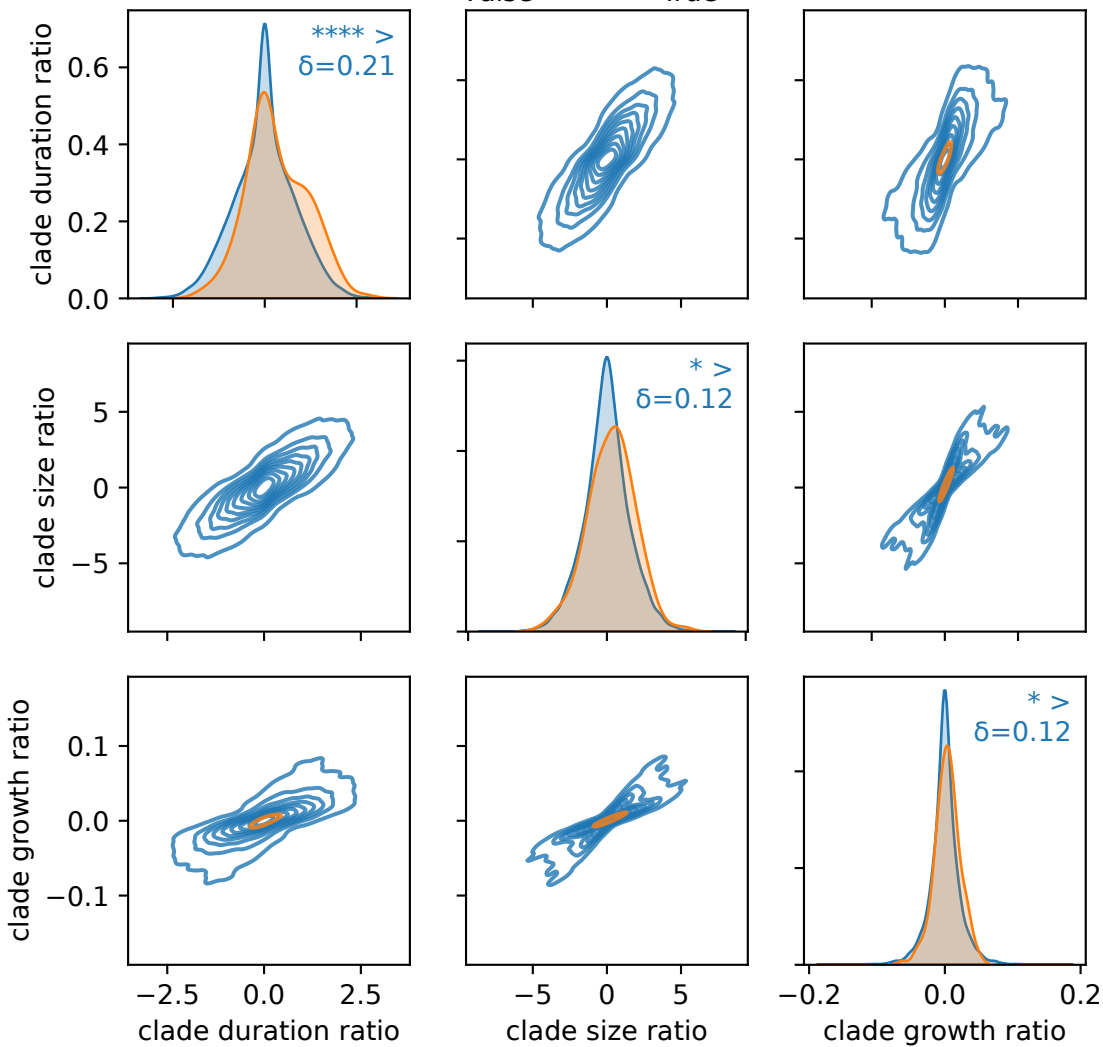 **** >
δ=0.21
clade duration ratio
0.6
0.4
0.2
0.0
* >
δ=0.12
clade size ratio
5
0
−5
* >
δ=0.12
clade growth ratio
0.1
0.0
−0.1
−2.5 0.0 2.5
−5 0 5
−0.2 0.0 0.2
clade duration ratio
clade size ratio
clade growth ratio